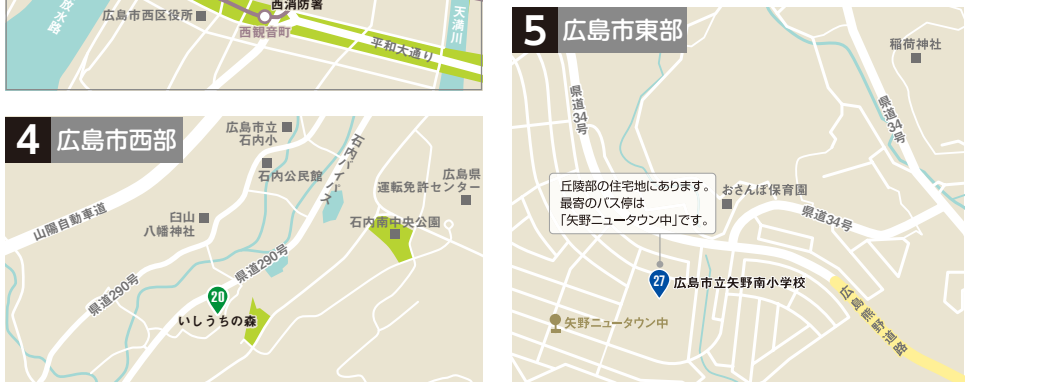 放水路
広島市西区役所
西消防署
西観音町
平和大通り
天満川
4 広島市西部
広島市立
石内小
石内公民館
石内バイパス
広島県
運転免許センター
石内南中央公園
山陽自動車道
臼山
八幡神社
県道290号
県道290号
20
いしうちの森
5 広島市東部
稲荷神社
県道34号
県道34号
丘陵部の住宅地にあります。
最寄のバス停は
「矢野ニュータウン中」です。
おさんぽ保育園
県道34号
27 広島市立矢野南小学校
矢野ニュータウン中
広島熊野道路